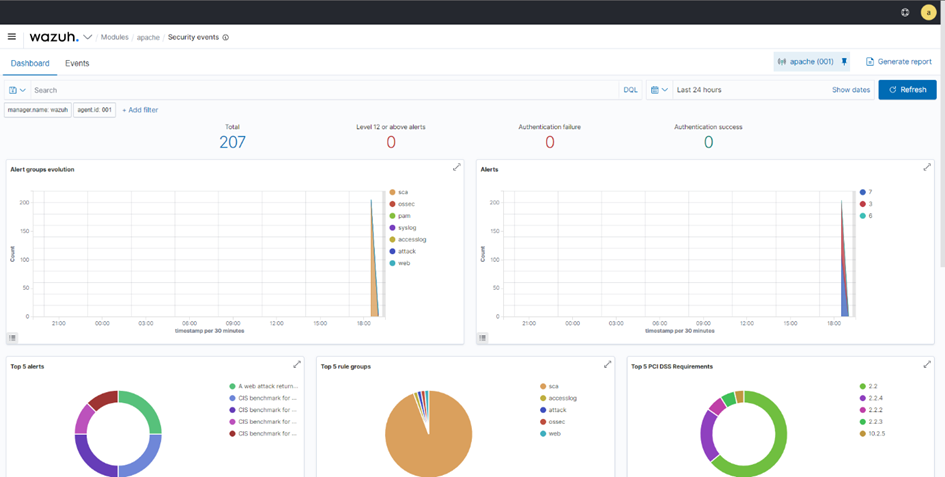 a
wazuh. / Modules / apache / Security events
Dashboard Events apache (001) Generate report
Search DQL Last 24 hours Show dates Refresh
manager.name: wazuh agent.id: 001 + Add filter
Total Level 12 or above alerts Authentication failure Authentication success
207 0 0 0
Alert groups evolution
Count
200
150
100
50
0
21:00 00:00 03:00 06:00 09:00 12:00 15:00 18:00
timestamp per 30 minutes
sca
ossec
pam
syslog
accesslog
attack
web
Alerts
Count
200
150
100
50
0
21:00 00:00 03:00 06:00 09:00 12:00 15:00 18:00
timestamp per 30 minutes
7
3
6
Top 5 alerts
A web attack return...
CIS benchmark for ...
CIS benchmark for ...
CIS benchmark for ...
CIS benchmark for ...
Top 5 rule groups
sca
accesslog
attack
ossec
web
Top 5 PCI DSS Requirements
2.2
2.2.4
2.2.2
2.2.3
10.2.5